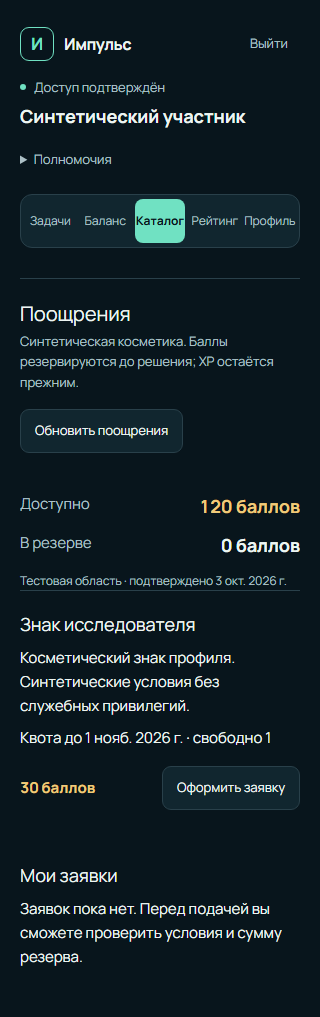 И Импульс Выйти
Доступ подтверждён
Синтетический участник
Полномочия
Задачи Баланс Каталог Рейтинг Профиль
Поощрения
Синтетическая косметика. Баллы
резервируются до решения; XP остаётся
прежним.
Обновить поощрения
Доступно 120 баллов
В резерве 0 баллов
Тестовая область · подтверждено 3 окт. 2026 г.
Знак исследователя
Косметический знак профиля.
Синтетические условия без
служебных привилегий.
Квота до 1 нояб. 2026 г. · свободно 1
30 баллов Оформить заявку
Мои заявки
Заявок пока нет. Перед подачей вы
сможете проверить условия и сумму
резерва.